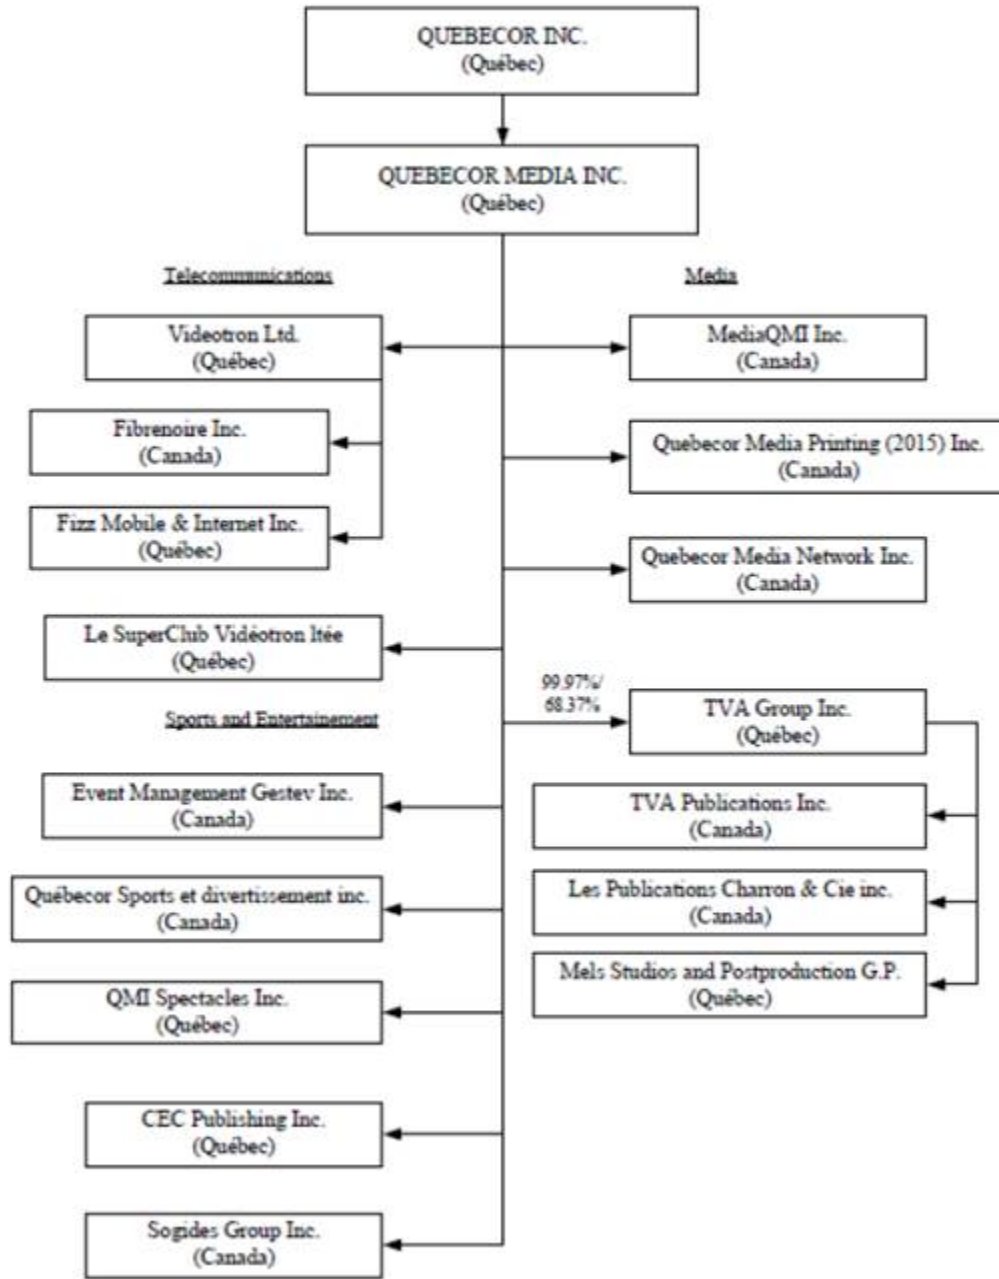 QUEBECOR INC.
(Québec)
QUEBECOR MEDIA INC.
(Québec)
Telecommunications
Videotron Ltd.
(Québec)
Fibrenoire Inc.
(Canada)
Fizz Mobile & Internet Inc.
(Québec)
Le SuperClub Vidéotron ltée
(Québec)
Sports and Entertainement
Event Management Gestev Inc.
(Canada)
Québecor Sports et divertissement inc.
(Canada)
QMI Spectacles Inc.
(Québec)
CEC Publishing Inc.
(Québec)
Sogides Group Inc.
(Canada)
Media
MediaQMI Inc.
(Canada)
Quebecor Media Printing (2015) Inc.
(Canada)
Quebecor Media Network Inc.
(Canada)
99.97%/
68.37%
TVA Group Inc.
(Québec)
TVA Publications Inc.
(Canada)
Les Publications Charron & Cie inc.
(Canada)
Mels Studios and Postproduction G.P.
(Québec)